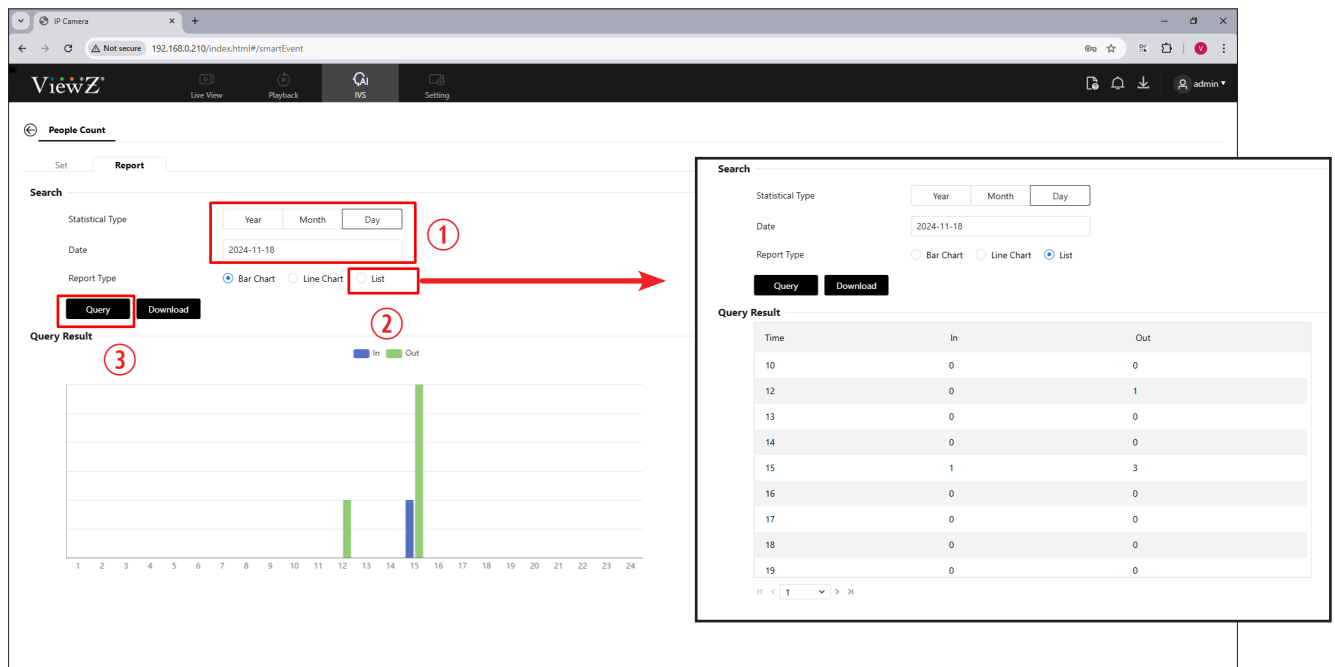 IP Camera
Not secure 192.168.0.210/index.html#/smartEvent
V
ViewZ
Live View Playback AI IVS Setting admin
People Count
Set Report
Search
Statistical Type Year Month Day
①
Date 2024-11-18
Report Type Bar Chart Line Chart List
②
Query Download
③
Query Result
In Out
1 2 3 4 5 6 7 8 9 10 11 12 13 14 15 16 17 18 19 20 21 22 23 24
Search
Statistical Type Year Month Day
Date 2024-11-18
Report Type Bar Chart Line Chart List
Query Download
Query Result
Time In Out
10 0 0
12 0 1
13 0 0
14 0 0
15 1 3
16 0 0
17 0 0
18 0 0
19 0 0
1